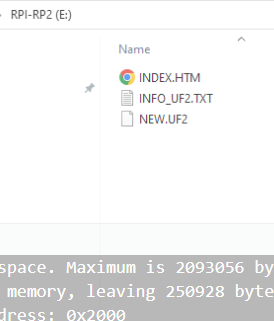 RPI-RP2 (E:)
Name
INDEX.HTM
INFO_UF2.TXT
NEW.UF2
space. Maximum is 2093056 by
memory, leaving 250928 byte
dress: 0x2000